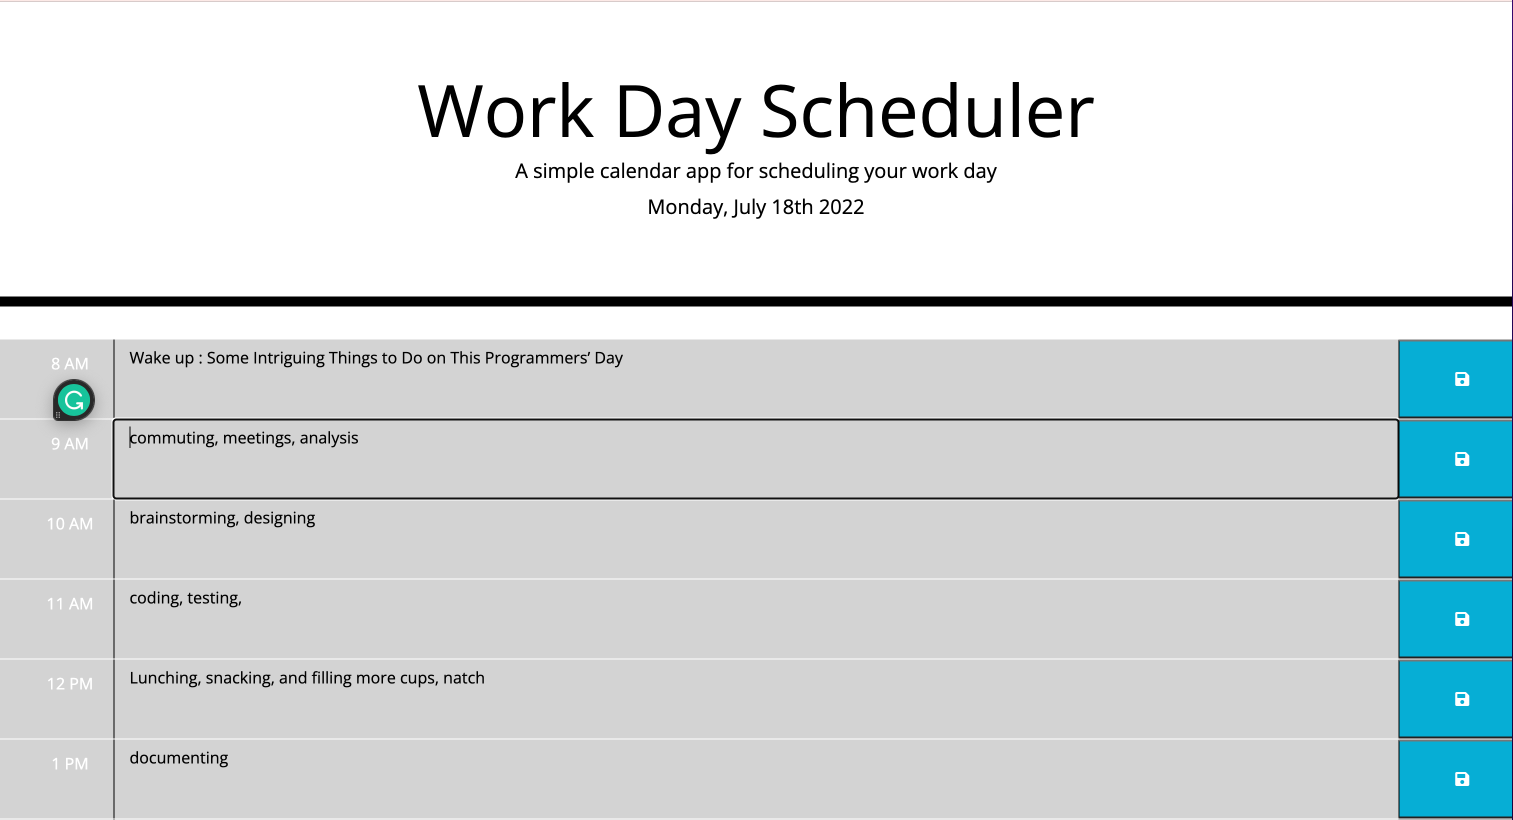 Work Day Scheduler
A simple calendar app for scheduling your work day
Monday, July 18th 2022
8 AM
Wake up : Some Intriguing Things to Do on This Programmers’ Day
9 AM
commuting, meetings, analysis
10 AM
brainstorming, designing
11 AM
coding, testing,
12 PM
Lunching, snacking, and filling more cups, natch
1 PM
documenting